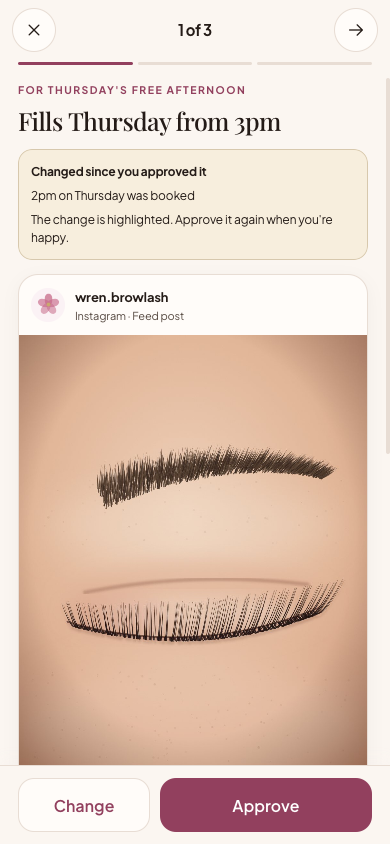 1 of 3
FOR THURSDAY'S FREE AFTERNOON
Fills Thursday from 3pm
Changed since you approved it
2pm on Thursday was booked
The change is highlighted. Approve it again when you're
happy.
wren.browlash
Instagram · Feed post
Change
Approve